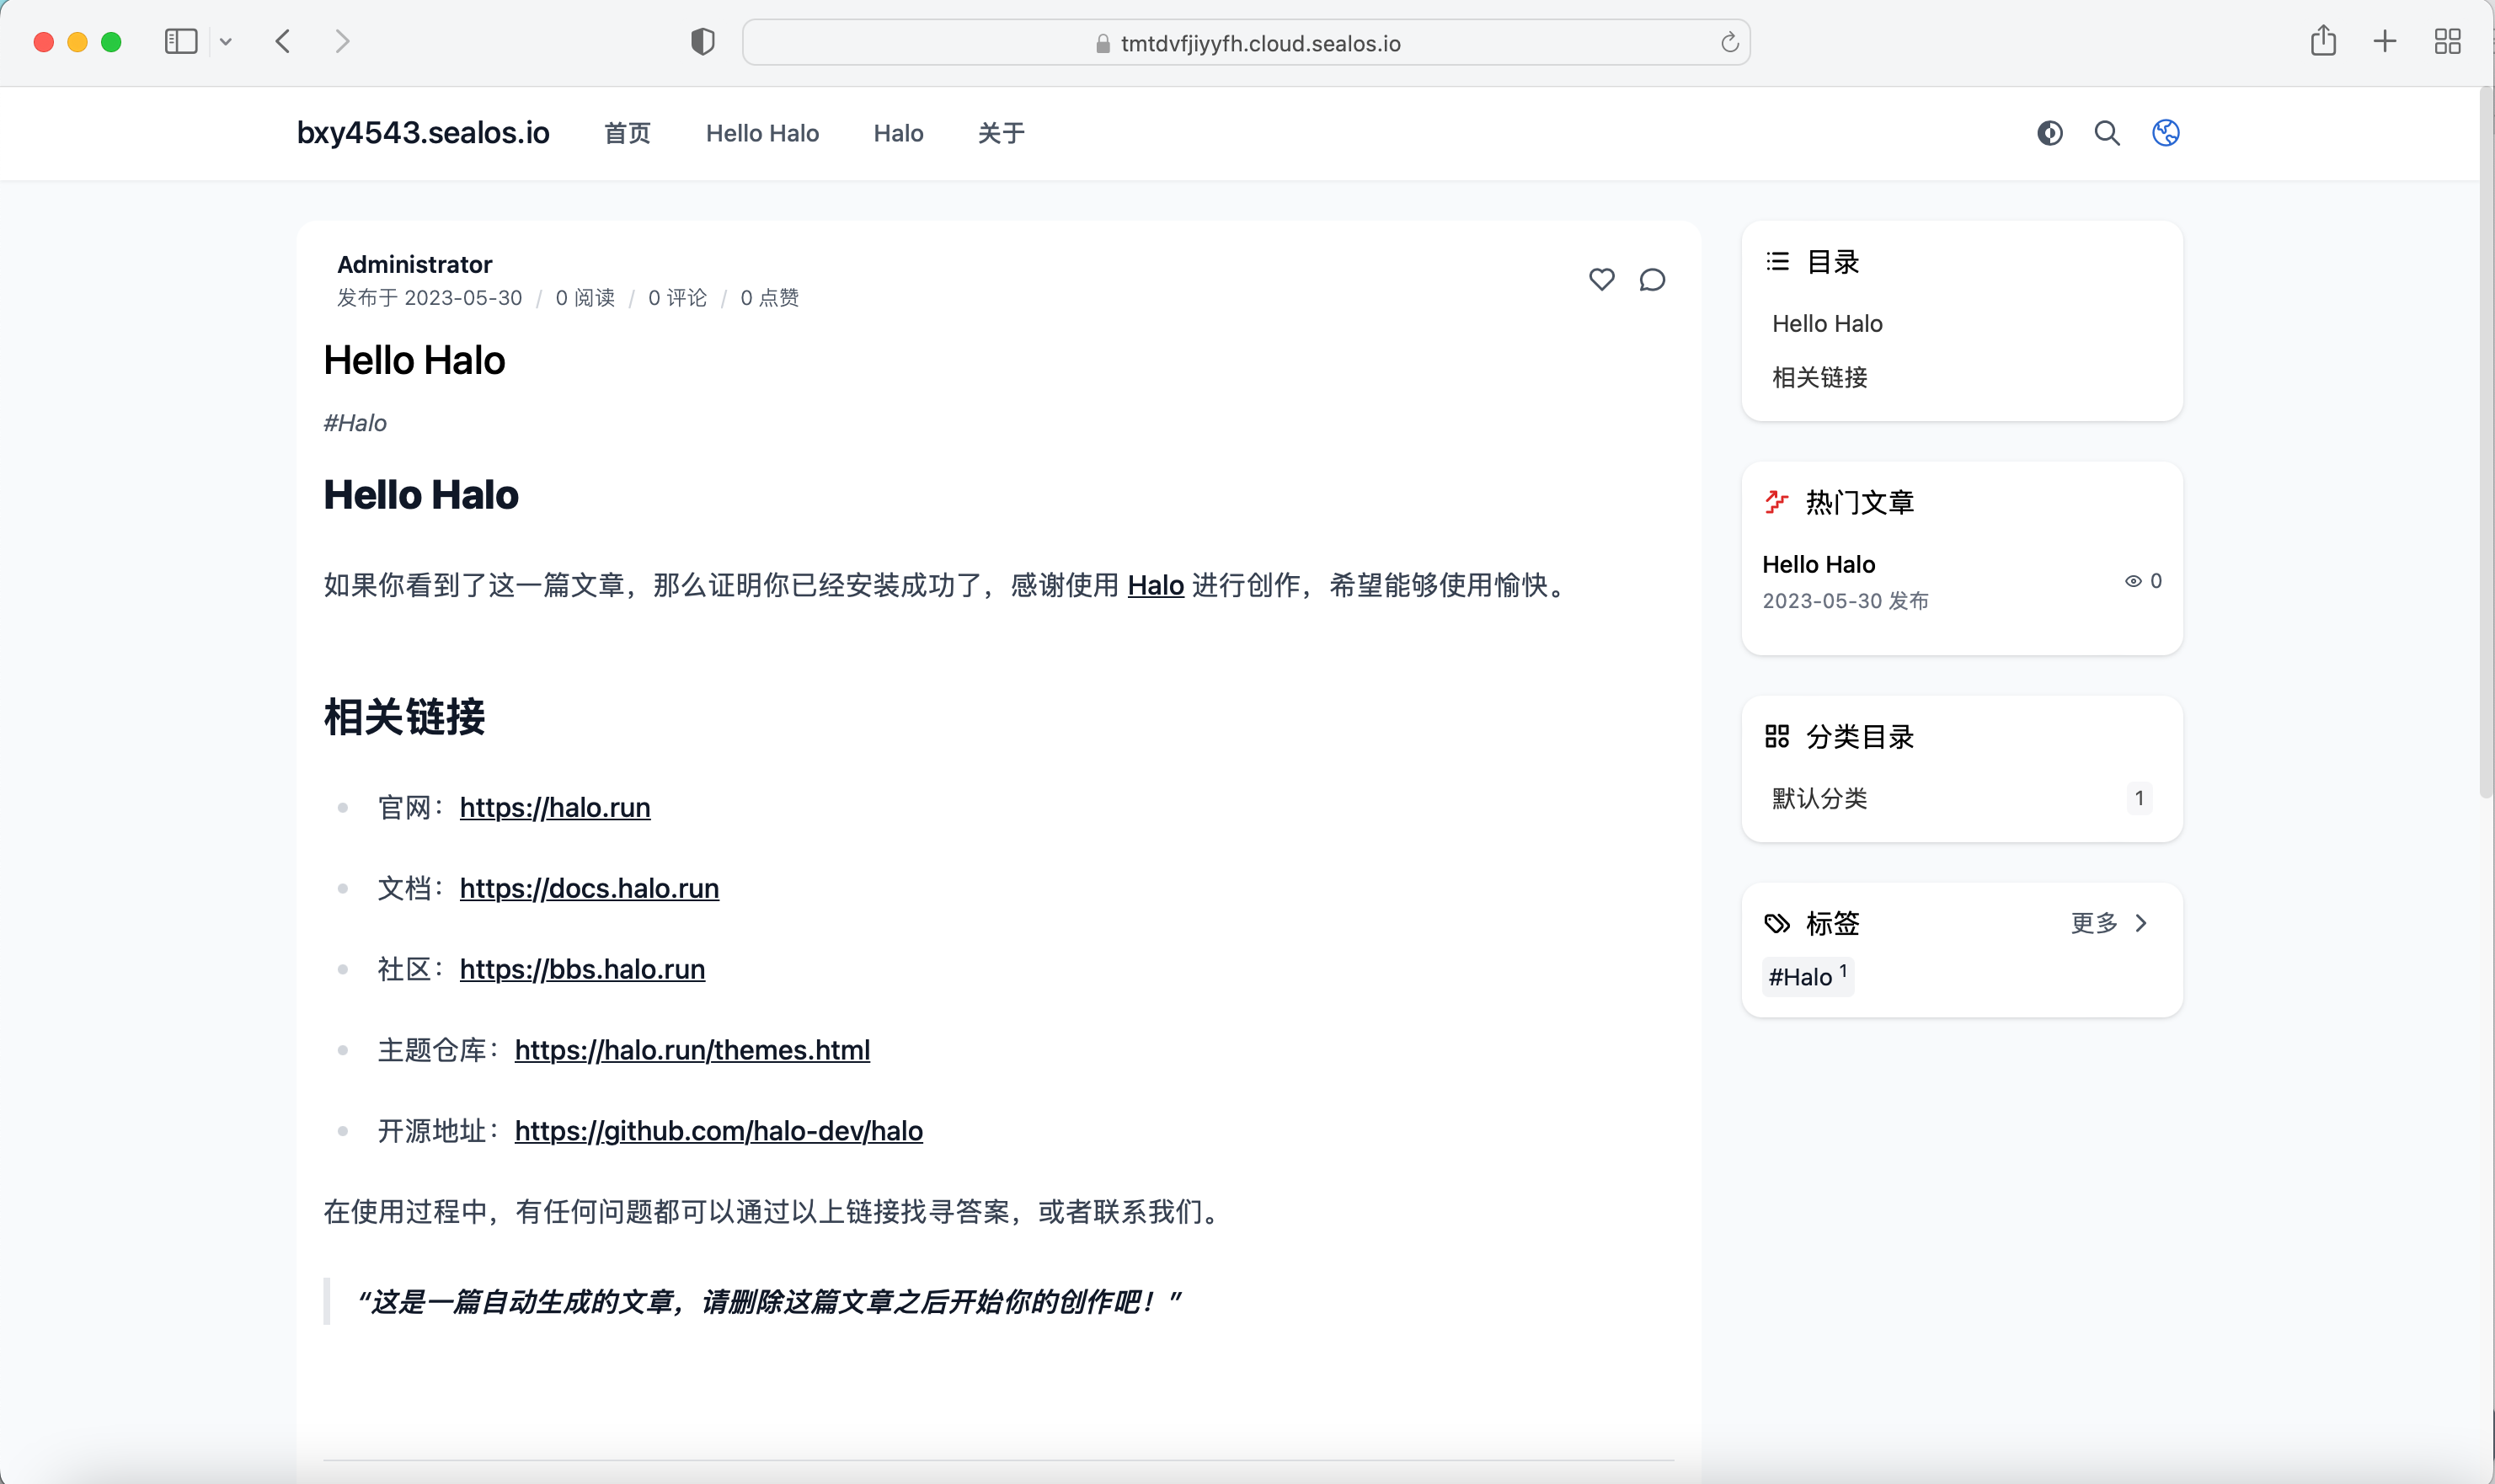 tmtdvfjiyyfh.cloud.sealos.io
bxy4543.sealos.io 首页 Hello Halo Halo 关于
Administrator
发布于 2023-05-30 / 0 阅读 / 0 评论 / 0 点赞
Hello Halo
#Halo
Hello Halo
如果你看到了这一篇文章，那么证明你已经安装成功了，感谢使用 Halo 进行创作，希望能够使用愉快。
相关链接
官网：https://halo.run
文档：https://docs.halo.run
社区：https://bbs.halo.run
主题仓库：https://halo.run/themes.html
开源地址：https://github.com/halo-dev/halo
在使用过程中，有任何问题都可以通过以上链接找寻答案，或者联系我们。
“这是一篇自动生成的文章，请删除这篇文章之后开始你的创作吧！”
目录
Hello Halo
相关链接
热门文章
Hello Halo
2023-05-30 发布
0
分类目录
默认分类 1
标签 更多
#Halo 1